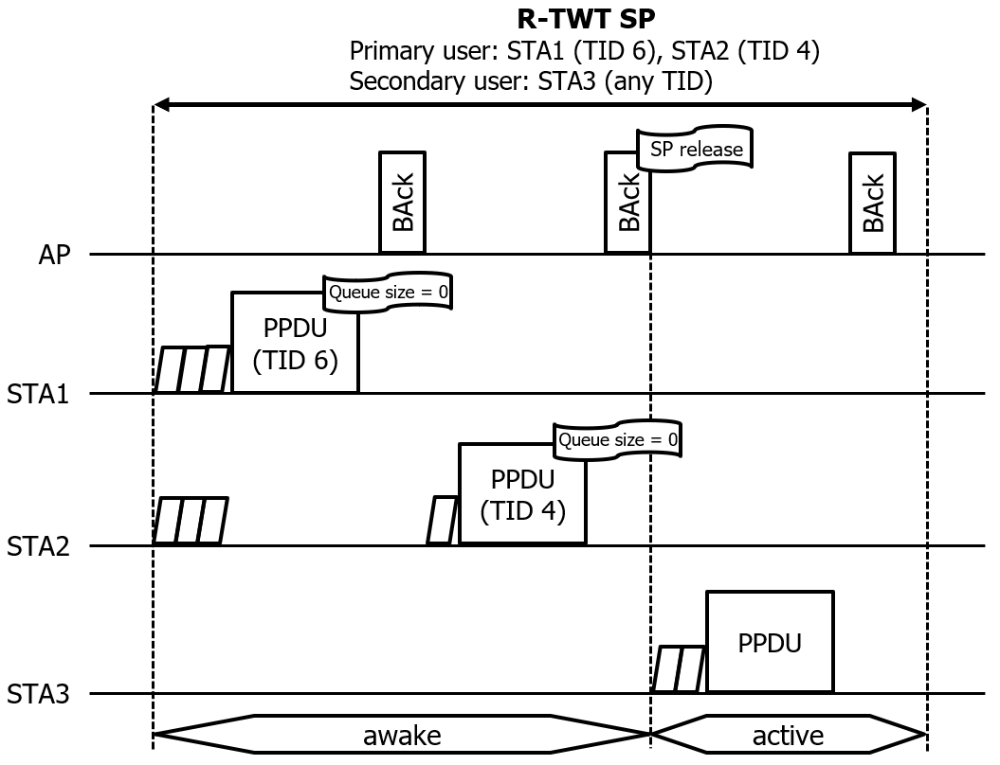 R-TWT SP
Primary user: STA1 (TID 6), STA2 (TID 4)
Secondary user: STA3 (any TID)
SP release
BAck
BAck
BAck
AP
Queue size = 0
PPDU
(TID 6)
STA1
Queue size = 0
PPDU
(TID 4)
STA2
PPDU
STA3
awake
active